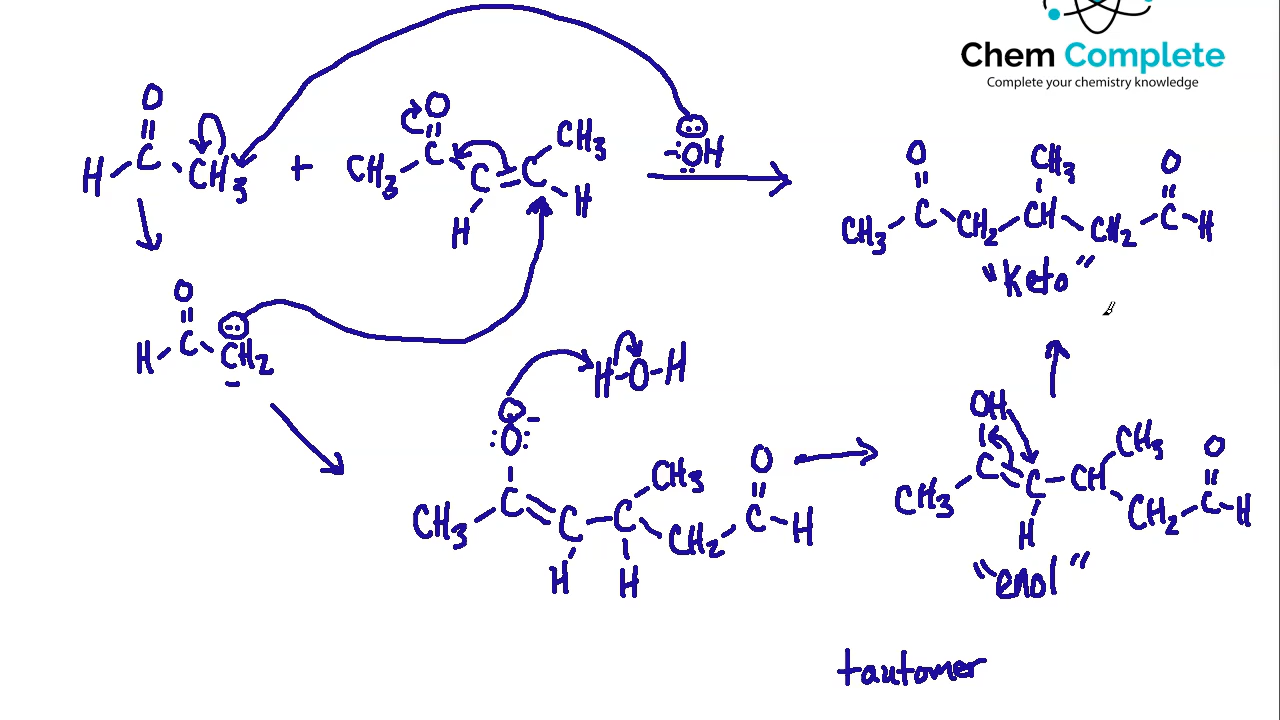 Chem Complete
Complete your chemistry knowledge
O
H C CH3 + CH3 C O C C CH3 H H
:OH
CH3 C O CH2 CH CH3 CH2 C O H
"keto"
O
H C CH2
H-O-H
:O: -
CH3 C C H C H CH3 CH2 C O H
OH
CH3 C C H CH CH3 CH2 C O H
"enol"
tautomer